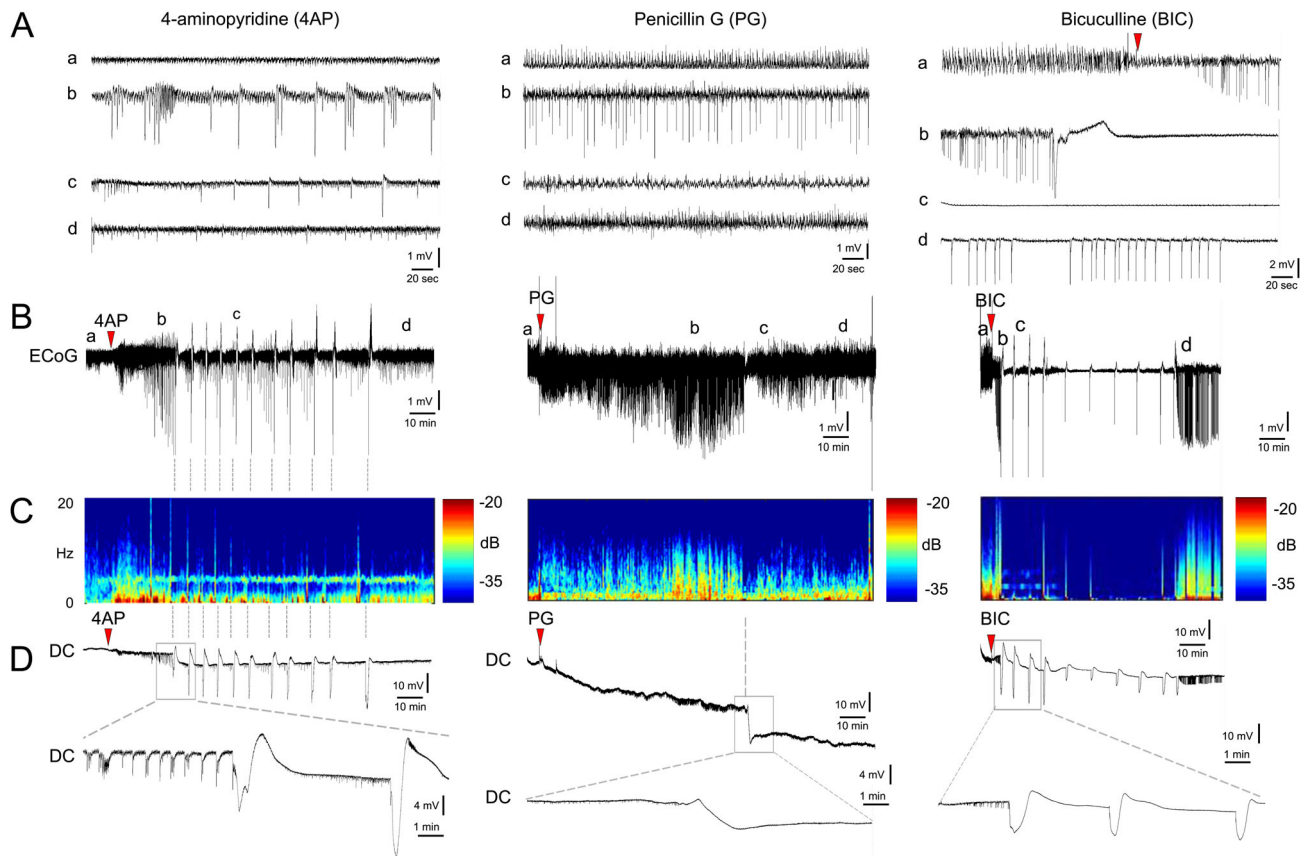 4-aminopyridine (4AP)
Penicillin G (PG)
Bicuculline (BIC)
A
a
b
c
d
1 mV
20 sec
a
b
c
d
1 mV
20 sec
a
b
c
d
2 mV
20 sec
B
ECoG
a
4AP
b
c
d
1 mV
10 min
a
PG
b
c
d
1 mV
10 min
BIC
a
b
c
d
1 mV
10 min
C
20
Hz
0
-20
dB
-35
-20
dB
-35
-20
dB
-35
D
4AP
DC
10 mV
10 min
DC
4 mV
1 min
PG
DC
10 mV
10 min
4 mV
1 min
DC
BIC
10 mV
10 min
DC
10 mV
1 min